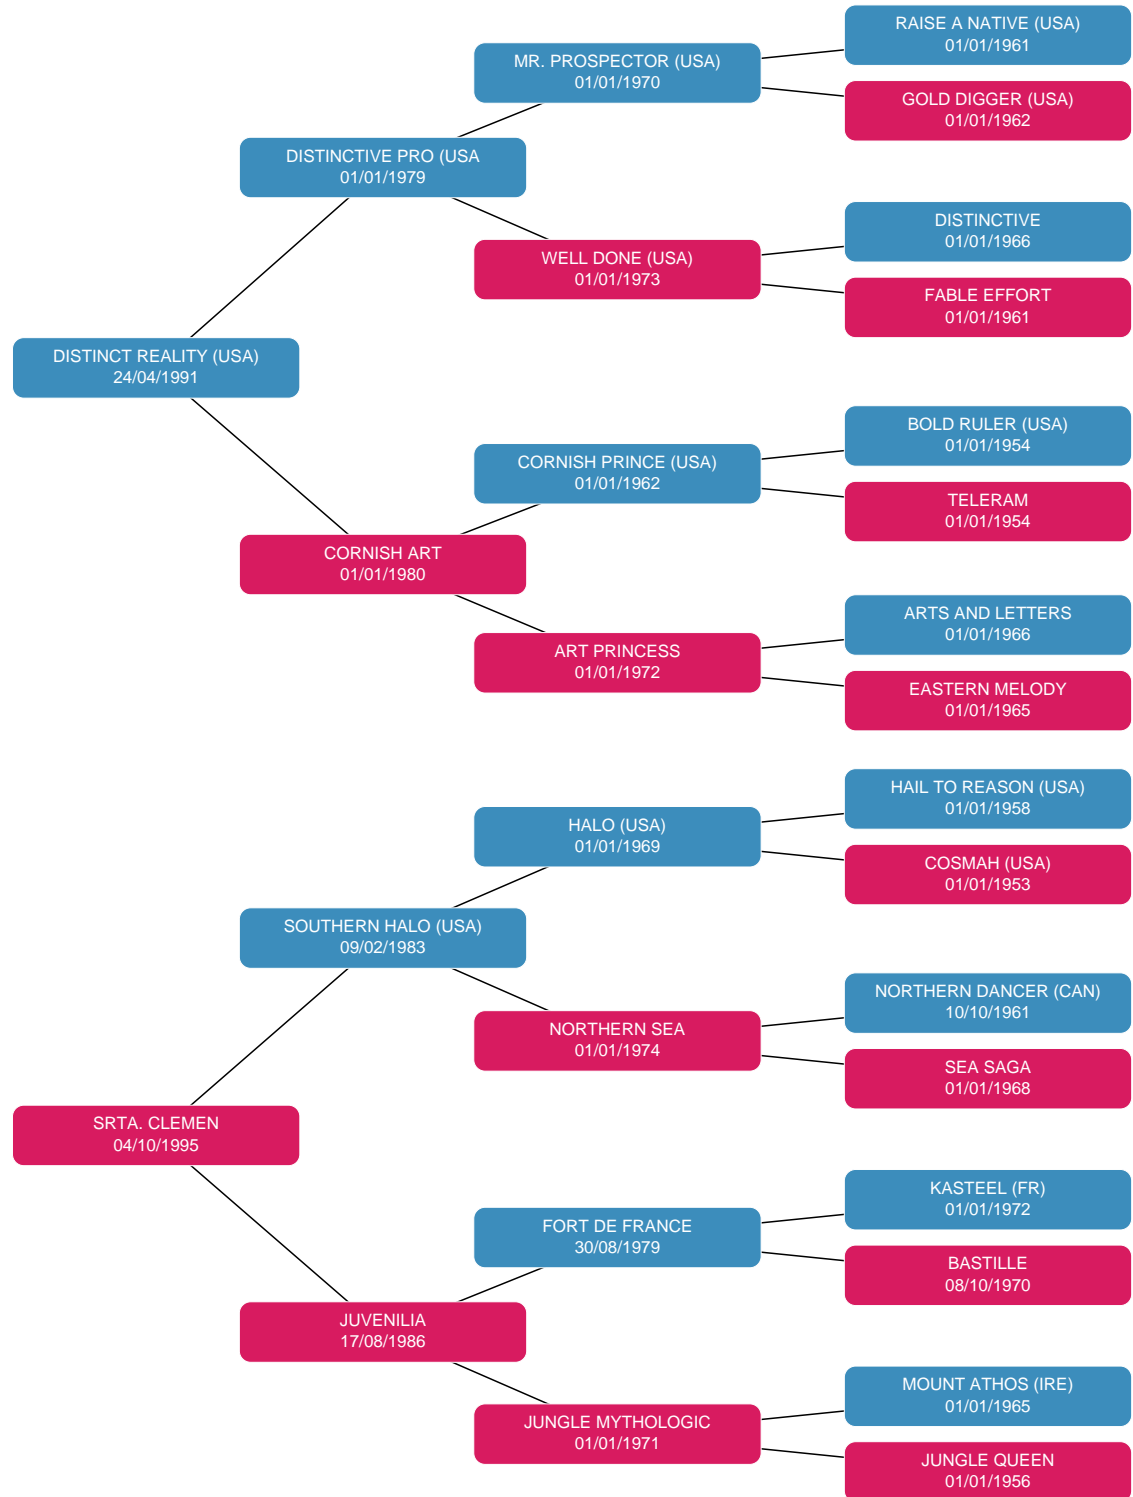 RAISE A NATIVE (USA)
01/01/1961
MR. PROSPECTOR (USA)
01/01/1970
GOLD DIGGER (USA)
01/01/1962
DISTINCTIVE PRO (USA
01/01/1979
DISTINCTIVE
01/01/1966
WELL DONE (USA)
01/01/1973
FABLE EFFORT
01/01/1961
DISTINCT REALITY (USA)
24/04/1991
BOLD RULER (USA)
01/01/1954
CORNISH PRINCE (USA)
01/01/1962
TELERAM
01/01/1954
CORNISH ART
01/01/1980
ARTS AND LETTERS
01/01/1966
ART PRINCESS
01/01/1972
EASTERN MELODY
01/01/1965
HAIL TO REASON (USA)
01/01/1958
HALO (USA)
01/01/1969
COSMAH (USA)
01/01/1953
SOUTHERN HALO (USA)
09/02/1983
NORTHERN DANCER (CAN)
10/10/1961
NORTHERN SEA
01/01/1974
SEA SAGA
01/01/1968
SRTA. CLEMEN
04/10/1995
KASTEEL (FR)
01/01/1972
FORT DE FRANCE
30/08/1979
BASTILLE
08/10/1970
JUVENILIA
17/08/1986
MOUNT ATHOS (IRE)
01/01/1965
JUNGLE MYTHOLOGIC
01/01/1971
JUNGLE QUEEN
01/01/1956